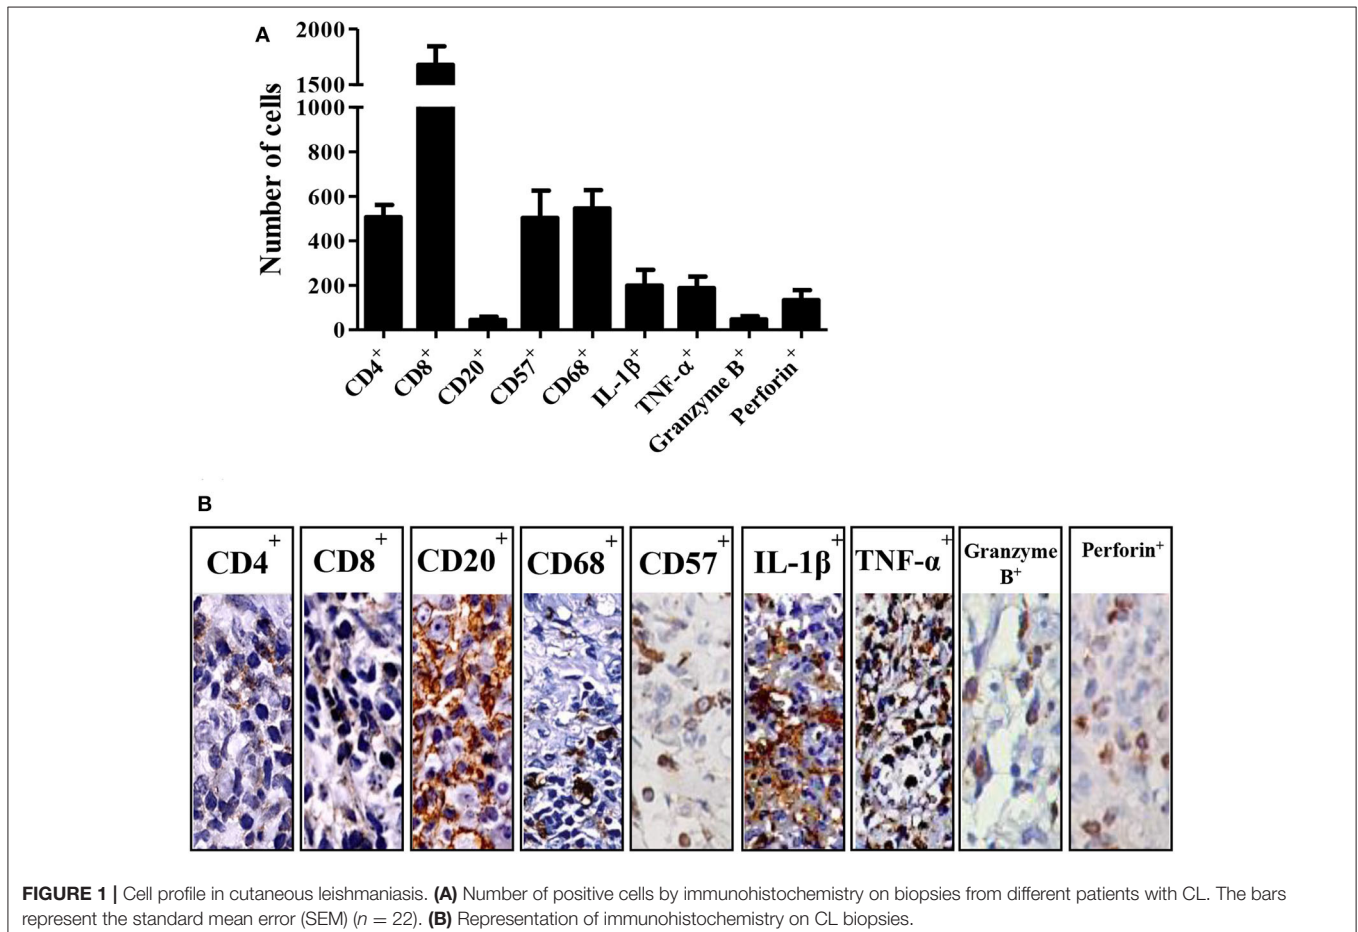 A
2000
1500
1000
800
600
400
200
0
Number of cells
CD4+
CD8+
CD20+
CD57+
CD68+
IL-1β+
TNF-α+
Granzyme B+
Perforin+
B
CD4+
CD8+
CD20+
CD68+
CD57+
IL-1β+
TNF-α+
Granzyme
B+
Perforin+
FIGURE 1 | Cell profile in cutaneous leishmaniasis. (A) Number of positive cells by immunohistochemistry on biopsies from different patients with CL. The bars
represent the standard mean error (SEM) (n = 22). (B) Representation of immunohistochemistry on CL biopsies.